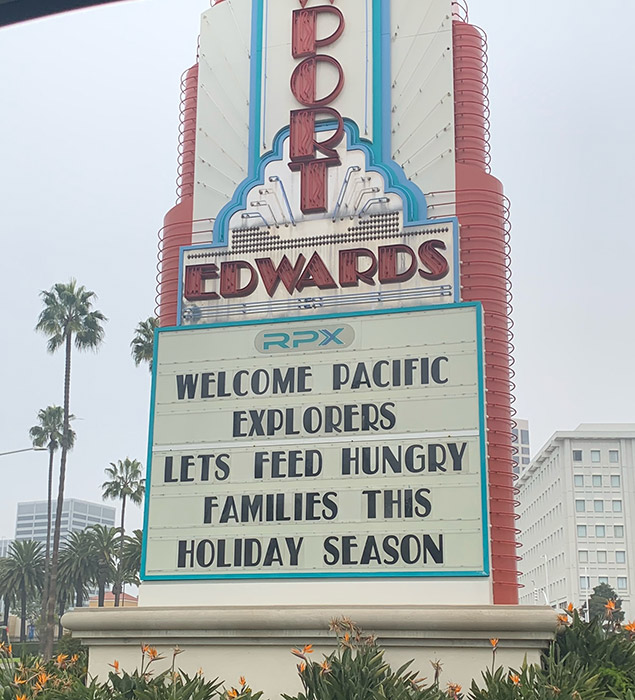 PORT
EDWARDS
RPX
WELCOME PACIFIC
EXPLORERS
LETS FEED HUNGRY
FAMILIES THIS
HOLIDAY SEASON